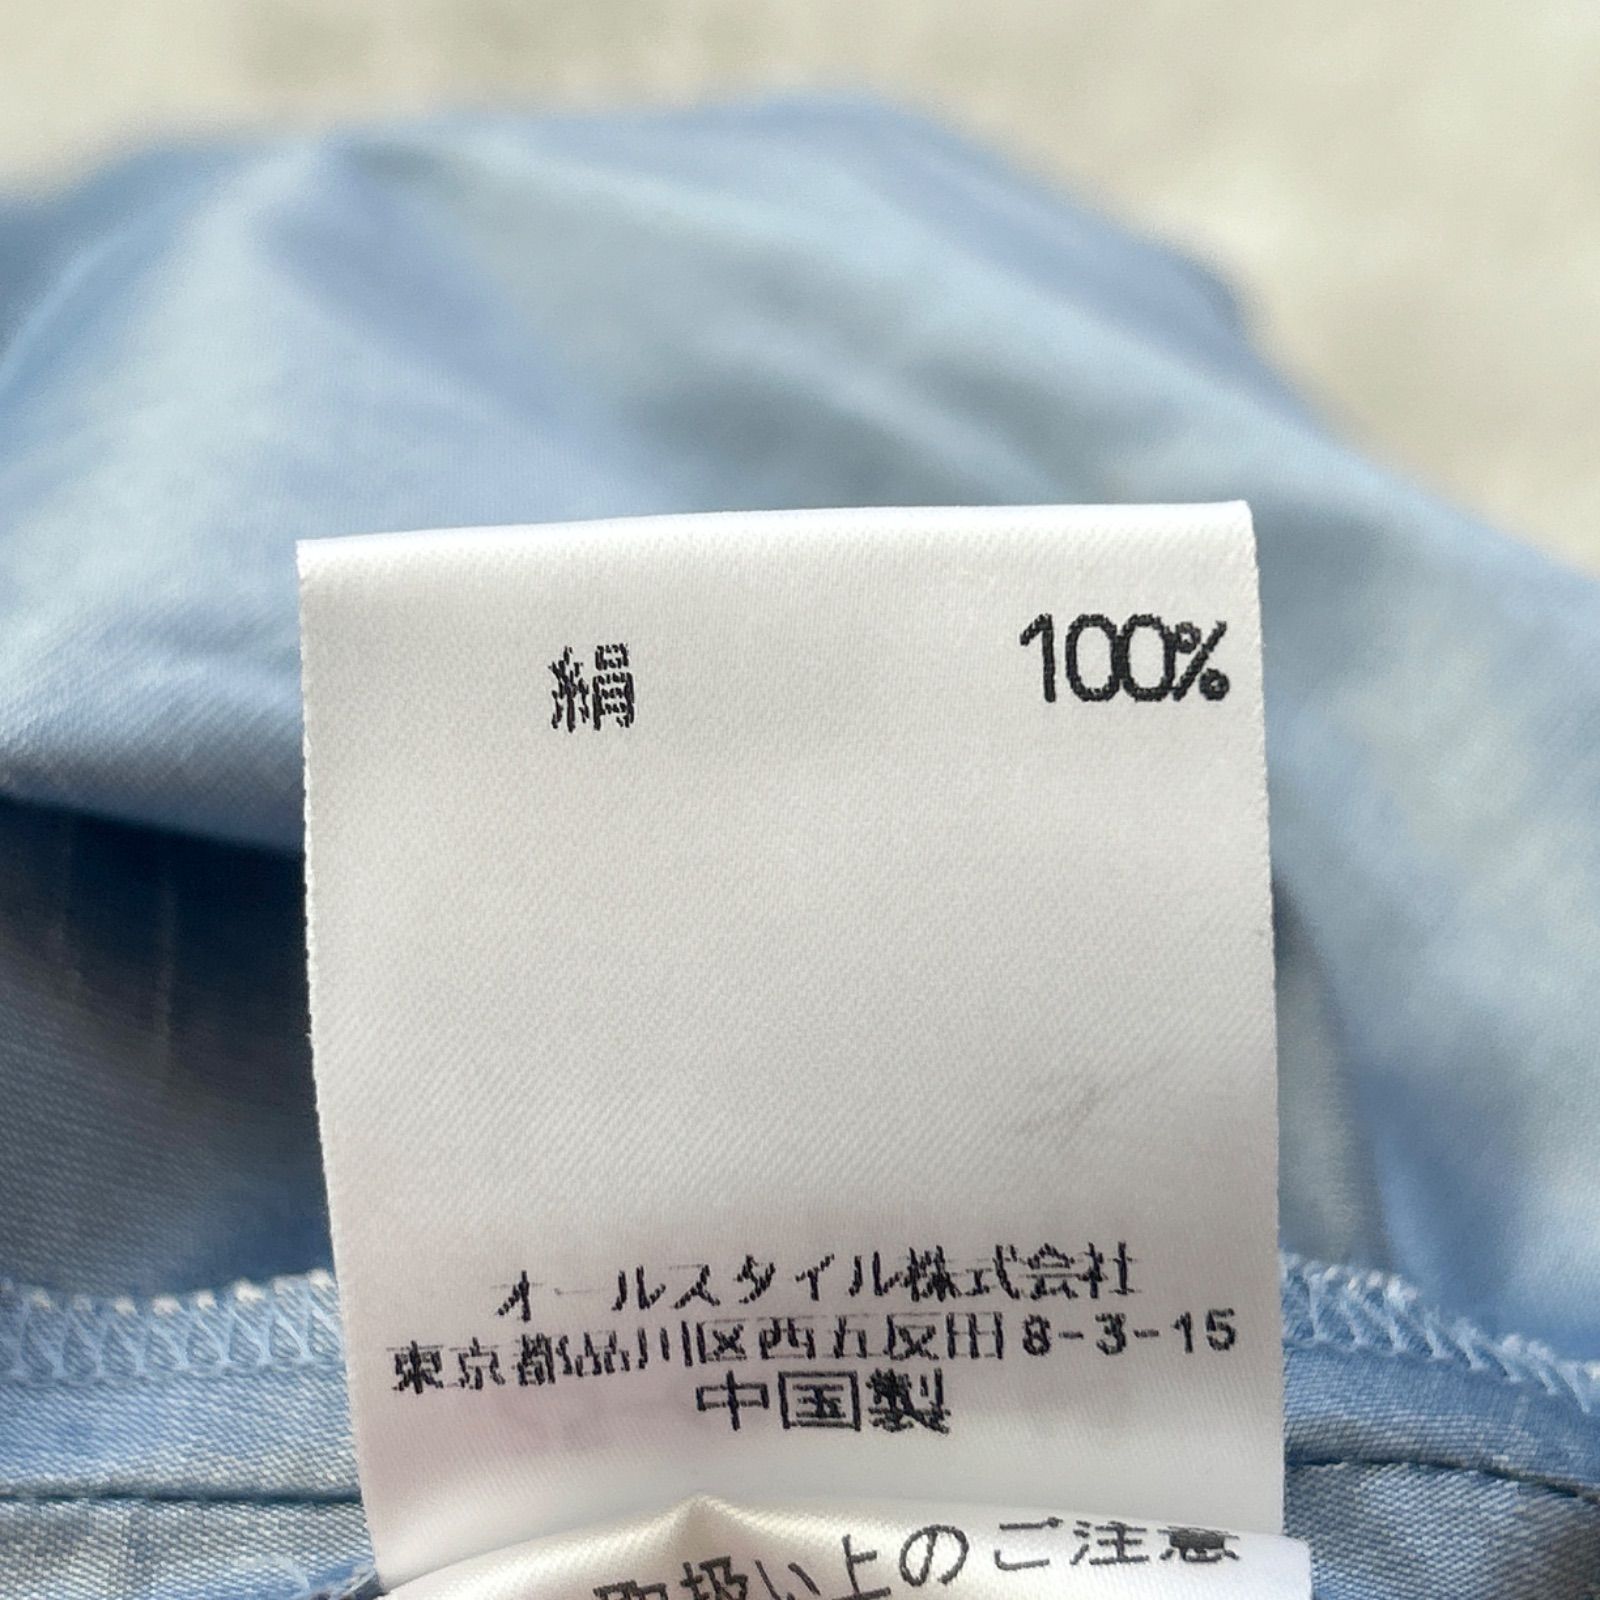 絹 100%
オールスタイル株式会社
東京都品川区西五反田8-3-15
中国製
取扱い上のご注意